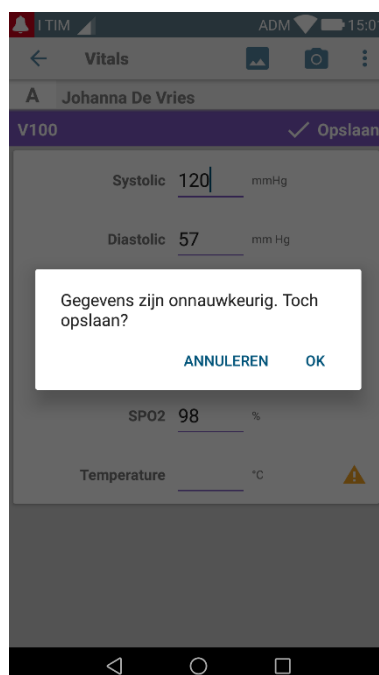 I TIM
ADM
15:0
Vitals
A
Johanna De Vries
V100
Opslaan
Systolic 120 mmHg
Diastolic 57 mm Hg
Gegevens zijn onnauwkeurig. Toch
opslaan?
ANNULEREN OK
SPO2 98 %
Temperature °C